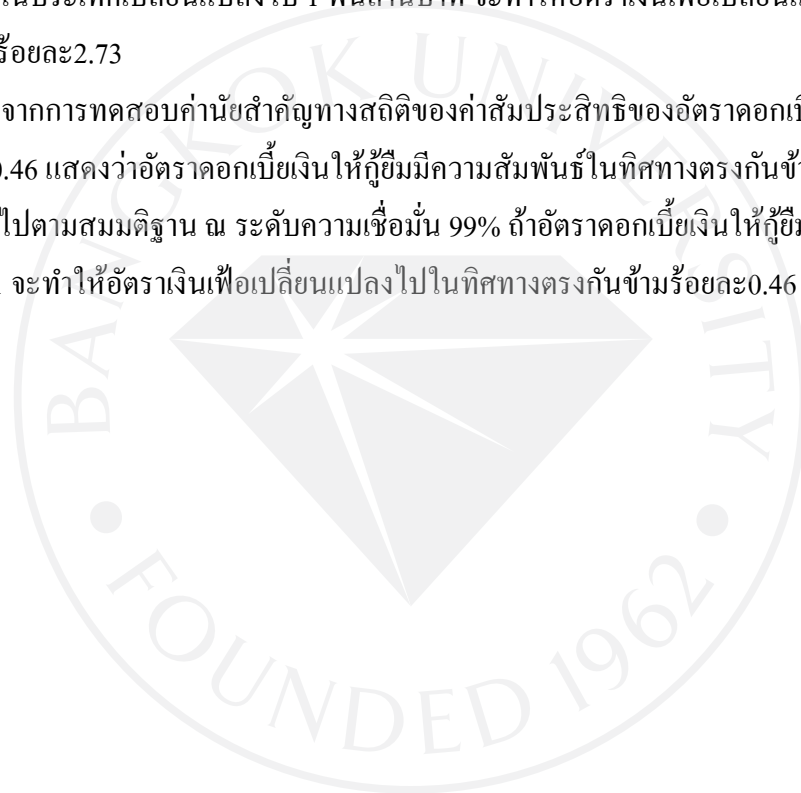 ร้อยละ2.73
จากการทดสอบค่านัยสำคัญทางสถิติของค่าสัมประสิทธิของอัตราดอกเบี้
0.46 แสดงว่าอัตราดอกเบี้ยเงินให้กู้ยืมมีความสัมพันธ์ในทิศทางตรงกันข้า
ไปตามสมมติฐาน ณ ระดับความเชื่อมั่น 99% ถ้าอัตราดอกเบี้ยเงินให้กู้ยืม
จะทำให้อัตราเงินเฟ้อเปลี่ยนแปลงไปในทิศทางตรงกันข้ามร้อยละ0.46
BANGKOK UNIVERSITY
• FOUNDED 1962 •